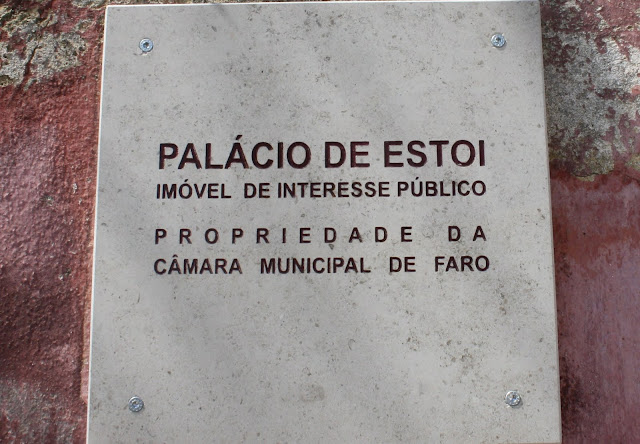 PALÁCIO DE ESTOI
IMÓVEL DE INTERESSE PÚBLICO
PROPRIEDADE DA
CÂMARA MUNICIPAL DE FARO